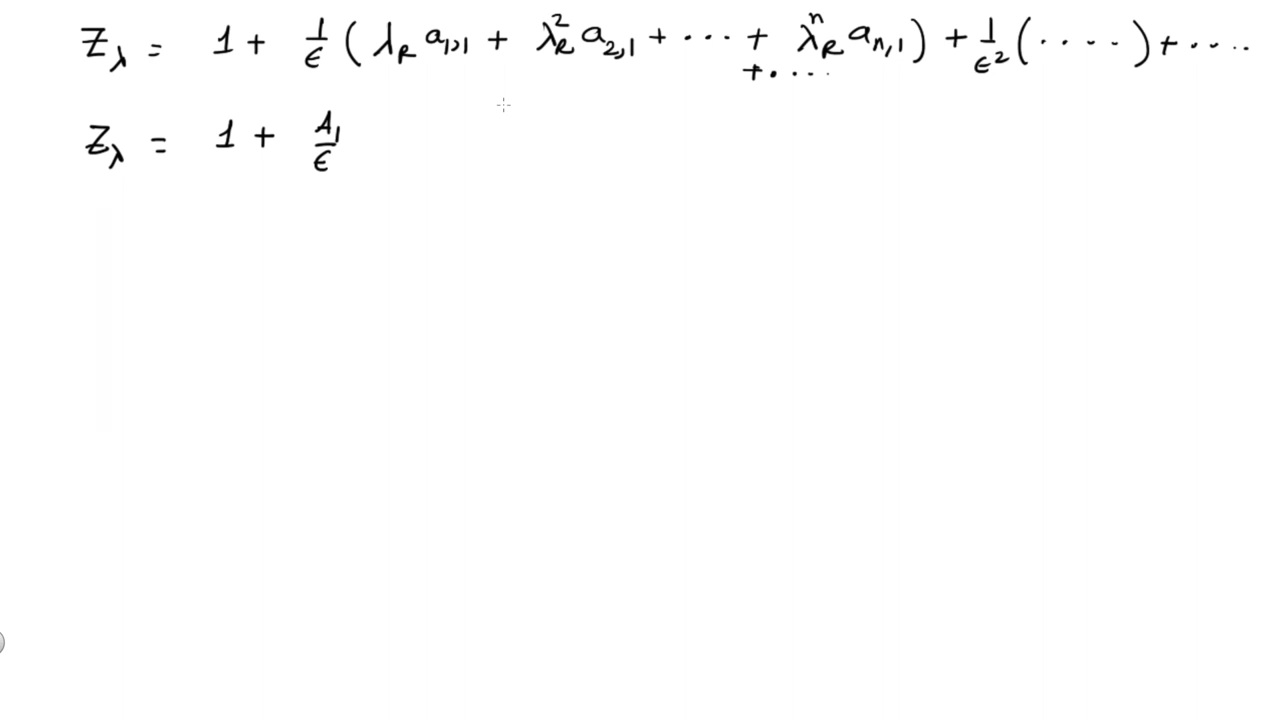 Z_λ = 1 + 1/ϵ ( λ_R a_{1,1} + λ_R^2 a_{2,1} + ··· + λ_R^n a_{n,1} ) + 1/ϵ^2 ( ···· ) + ····
+ ····
Z_λ = 1 + A_1/ϵ